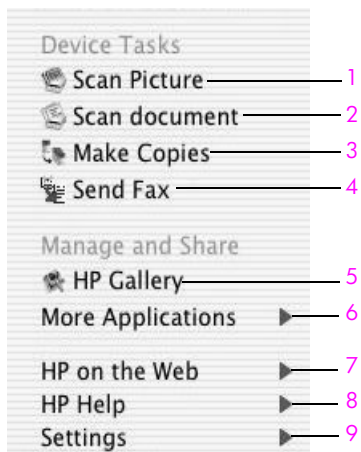 Device Tasks
Scan Picture 1
Scan document 2
Make Copies 3
Send Fax 4
Manage and Share
HP Gallery 5
More Applications 6
HP on the Web 7
HP Help 8
Settings 9